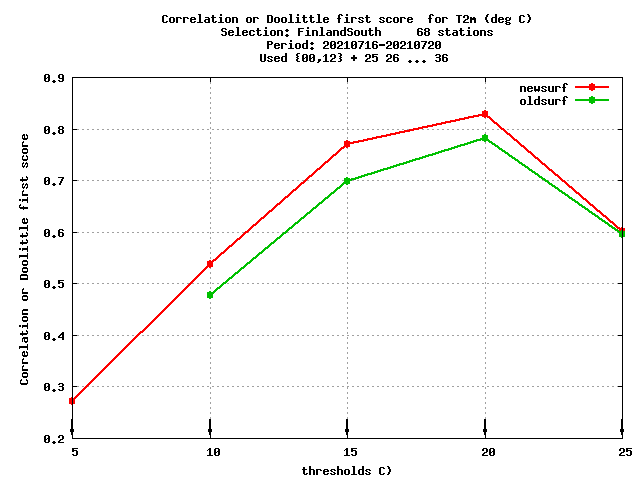 Correlation or Doolittle first score  for T2m (deg C)
Selection: FinlandSouth     68 stations
Period: 20210716-20210720
Used {00,12} + 25 26 ... 36
newsurf
oldsurf
Correlation or Doolittle first score
0.9
0.8
0.7
0.6
0.5
0.4
0.3
0.2
5 10 15 20 25
thresholds C)